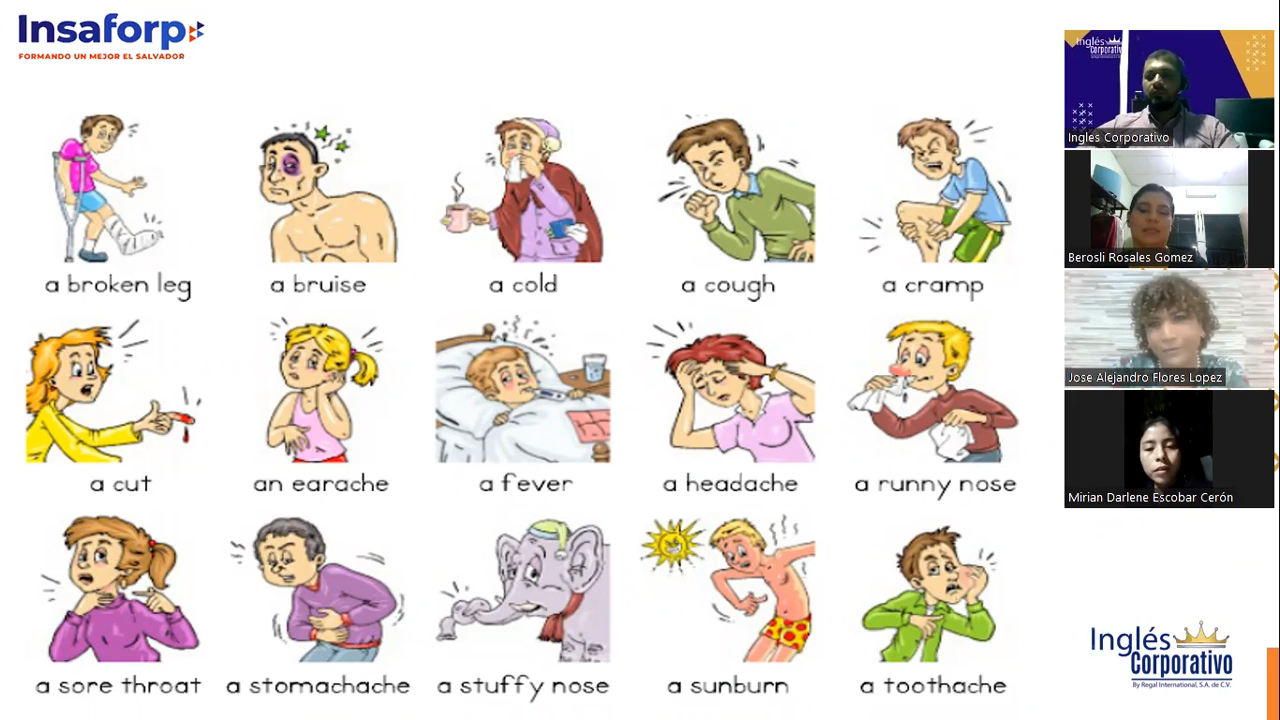 Insaforp
FORMANDO UN MEJOR EL SALVADOR
a broken leg
a bruise
a cold
a cough
a cramp
a cut
an earache
a fever
a headache
a runny nose
a sore throat
a stomachache
a stuffy nose
a sunburn
a toothache
Inglés
Corporativo
Ingles Corporativo
Berosli Rosales Gomez
Jose Alejandro Flores Lopez
Mirian Darlene Escobar Cerón
Inglés
Corporativo
By Regal International, S.A. de C.V.